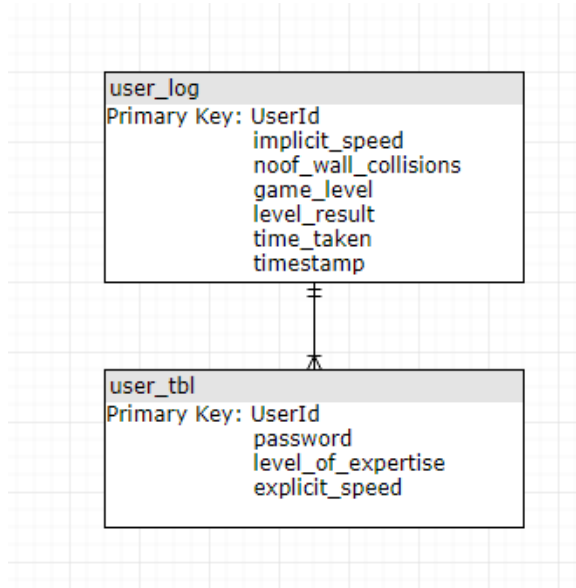 user_log
Primary Key: UserId
implicit_speed
noof_wall_collisions
game_level
level_result
time_taken
timestamp
user_tbl
Primary Key: UserId
password
level_of_expertise
explicit_speed